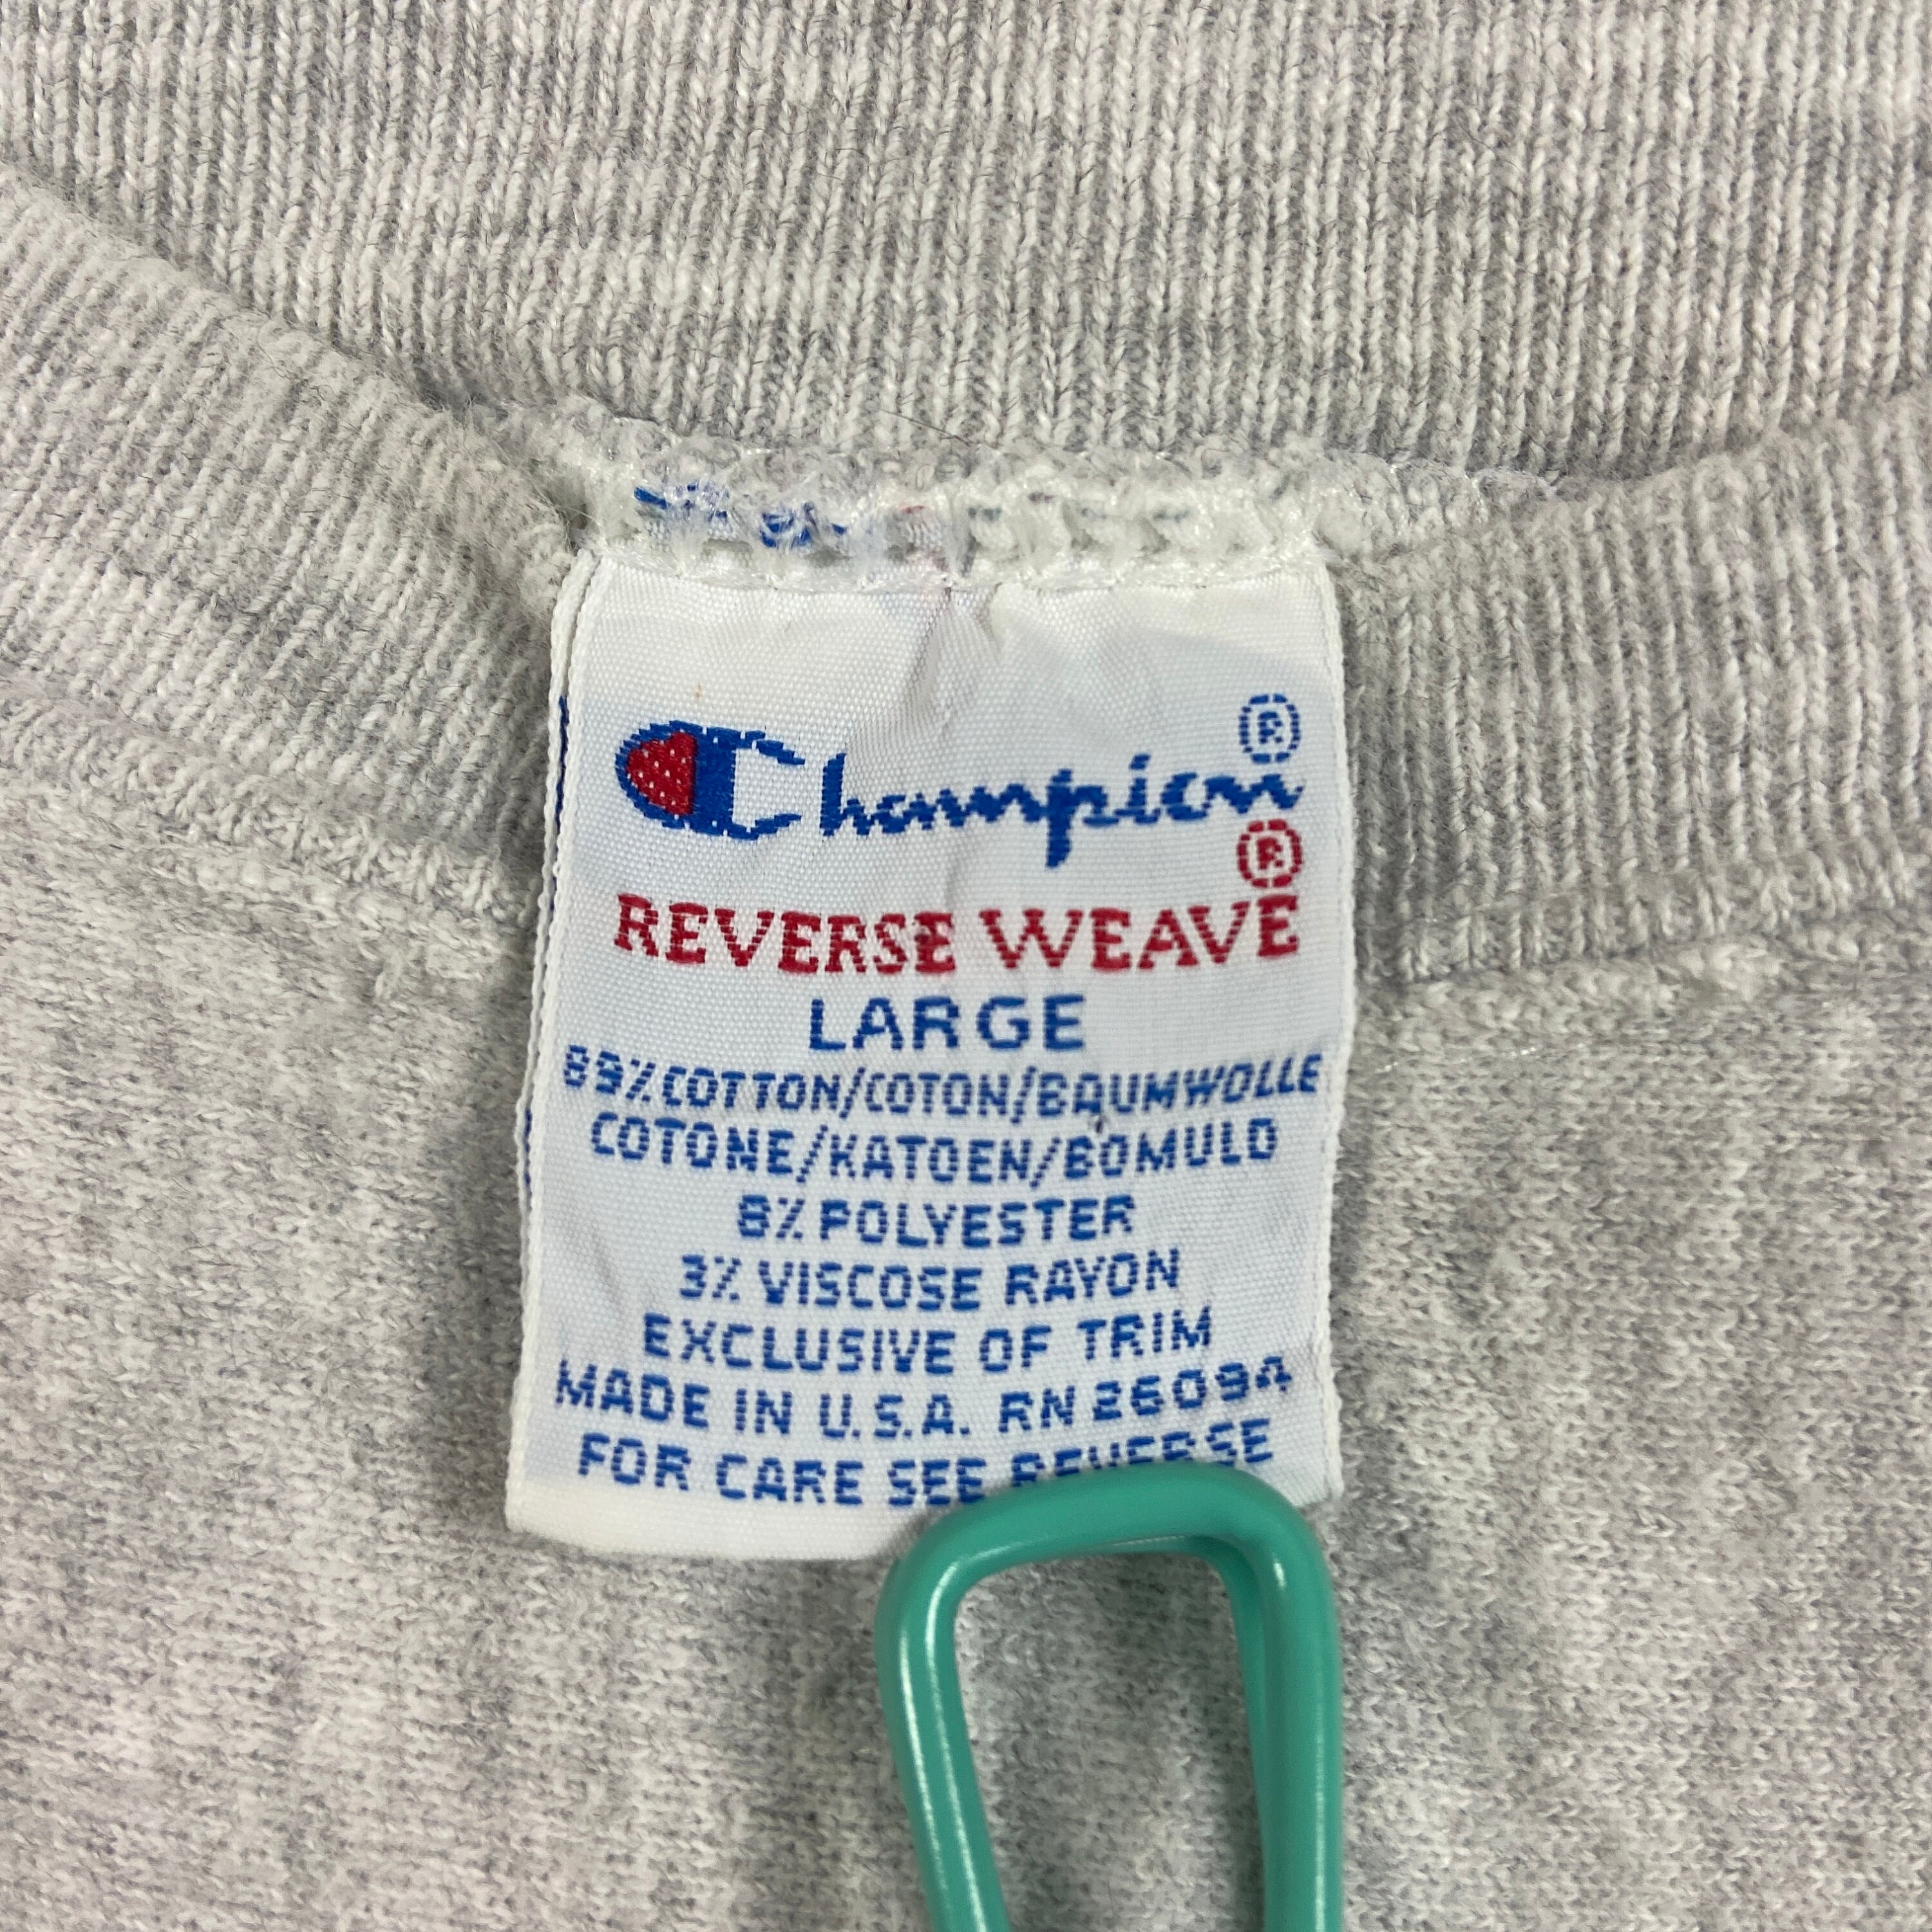 Champion®
®
REVERSE WEAVE
LARGE
89% COTTON/COTON/BAUMWOLLE
COTONE/KATOEN/BOMULD
8% POLYESTER
3% VISCOSE RAYON
EXCLUSIVE OF TRIM
MADE IN U.S.A. RN 26094
FOR CARE SEE REVERSE